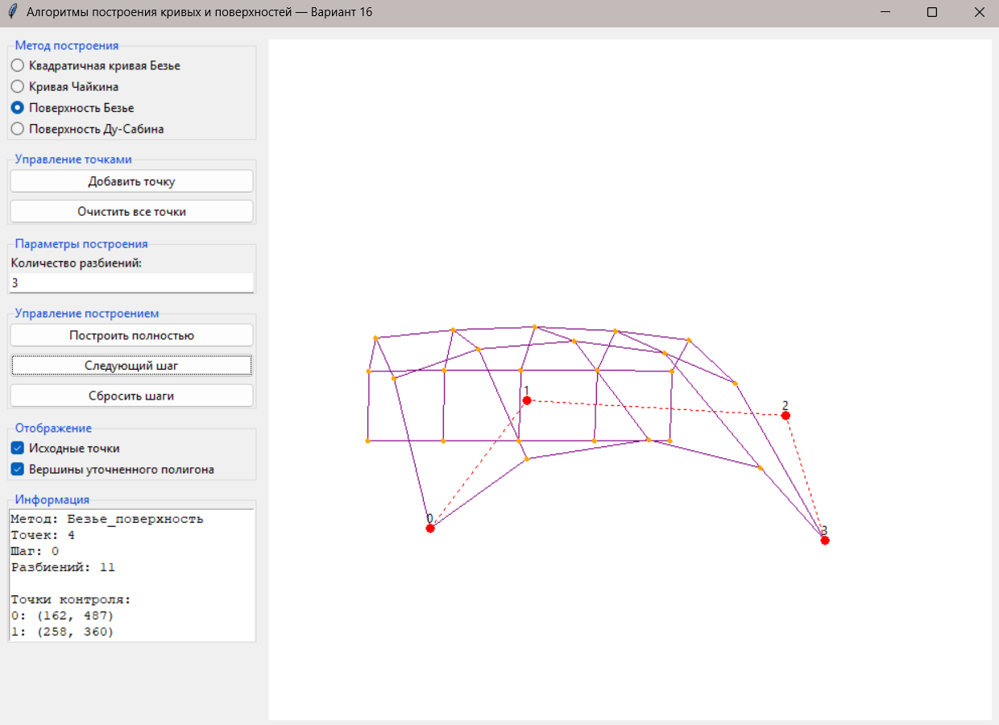 Алгоритмы построения кривых и поверхностей — Вариант 16
Метод построения
Квадратичная кривая Безье
Кривая Чайкина
Поверхность Безье
Поверхность Ду-Сабина
Управление точками
Добавить точку
Очистить все точки
Параметры построения
Количество разбиений:
3
Управление построением
Построить полностью
Следующий шаг
Сбросить шаги
Отображение
Исходные точки
Вершины уточненного полигона
Информация
Метод: Безье_поверхность
Точек: 4
Шаг: 0
Разбиений: 11
Точки контроля:
0: (162, 487)
1: (258, 360)
1
2
0
3